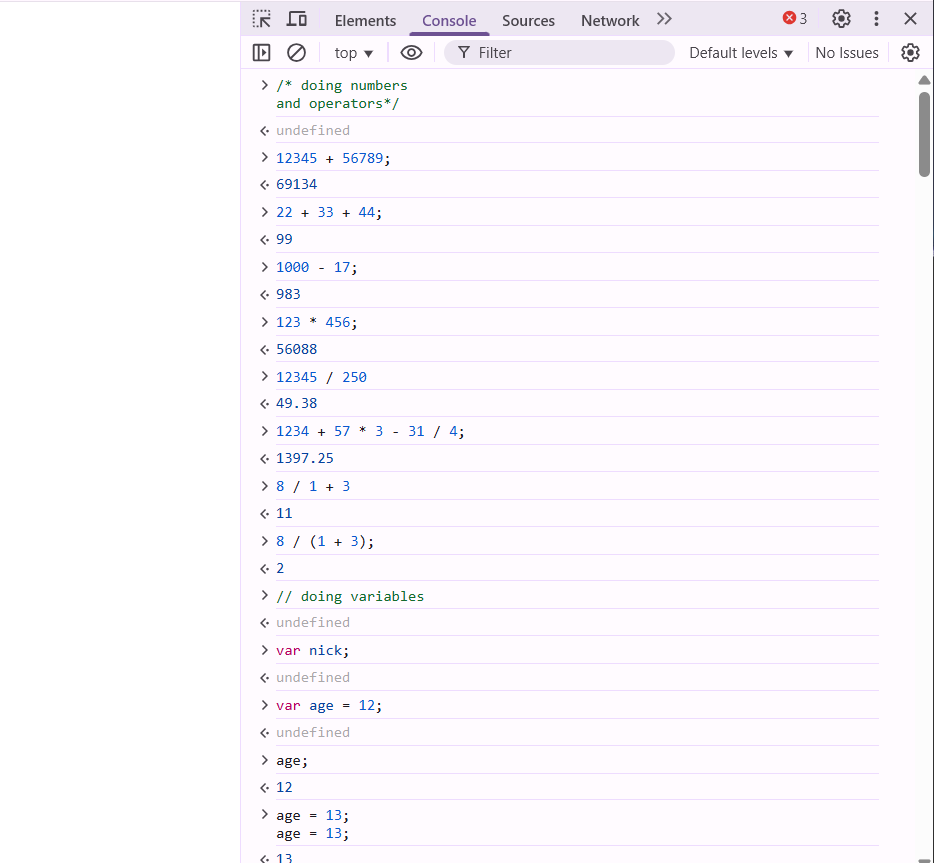 Elements Console Sources Network 3
top Filter Default levels No Issues
/* doing numbers
and operators*/
undefined
12345 + 56789;
69134
22 + 33 + 44;
99
1000 - 17;
983
123 * 456;
56088
12345 / 250
49.38
1234 + 57 * 3 - 31 / 4;
1397.25
8 / 1 + 3
11
8 / (1 + 3);
2
// doing variables
undefined
var nick;
undefined
var age = 12;
undefined
age;
12
age = 13;
age = 13;
13